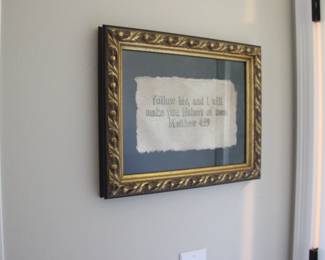 Follow Me, and I will
make you fishers of men
Matthew 4:19